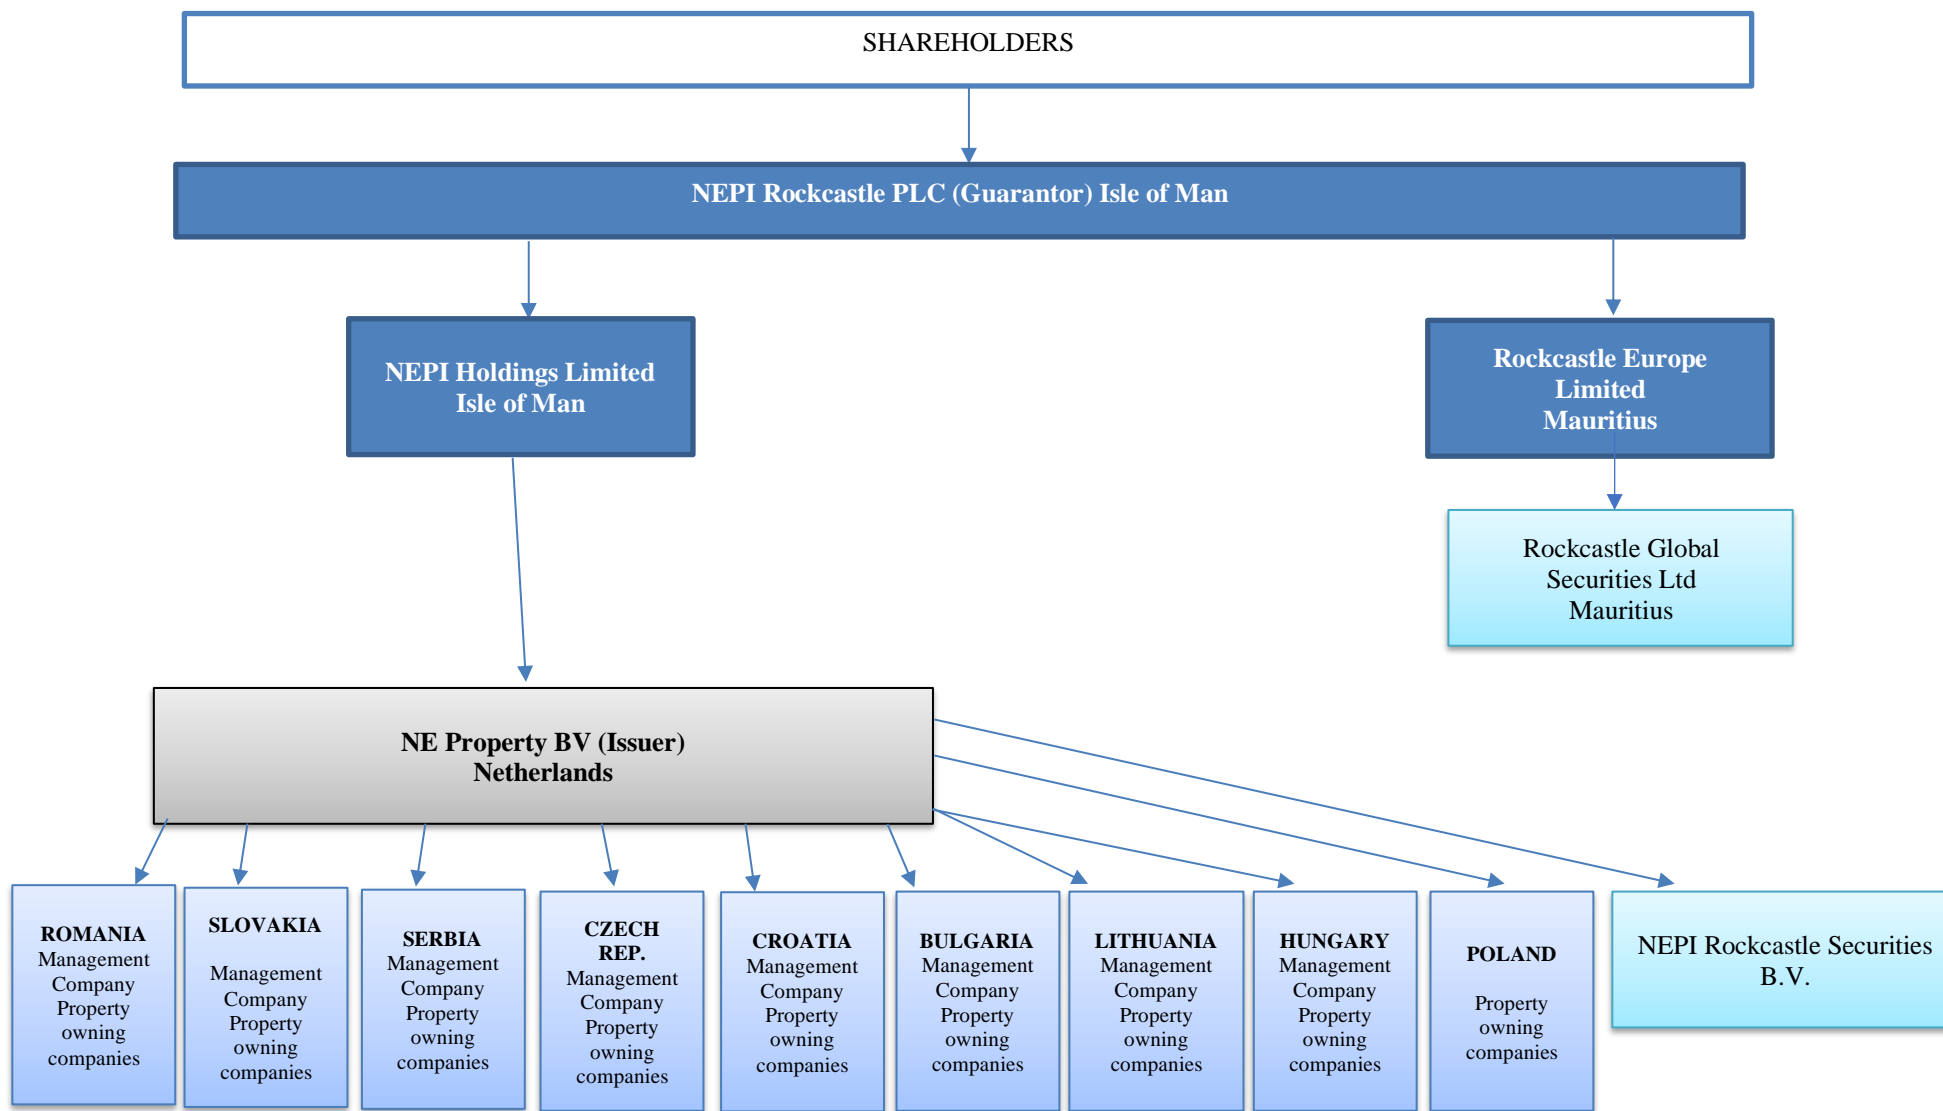 SHAREHOLDERS
NEPI Rockcastle PLC (Guarantor) Isle of Man
NEPI Holdings Limited
Isle of Man
Rockcastle Europe
Limited
Mauritius
Rockcastle Global
Securities Ltd
Mauritius
NE Property BV (Issuer)
Netherlands
ROMANIA
Management
Company
Property
owning
companies
SLOVAKIA
Management
Company
Property
owning
companies
SERBIA
Management
Company
Property
owning
companies
CZECH
REP.
Management
Company
Property
owning
companies
CROATIA
Management
Company
Property
owning
companies
BULGARIA
Management
Company
Property
owning
companies
LITHUANIA
Management
Company
Property
owning
companies
HUNGARY
Management
Company
Property
owning
companies
POLAND
Property
owning
companies
NEPI Rockcastle Securities
B.V.